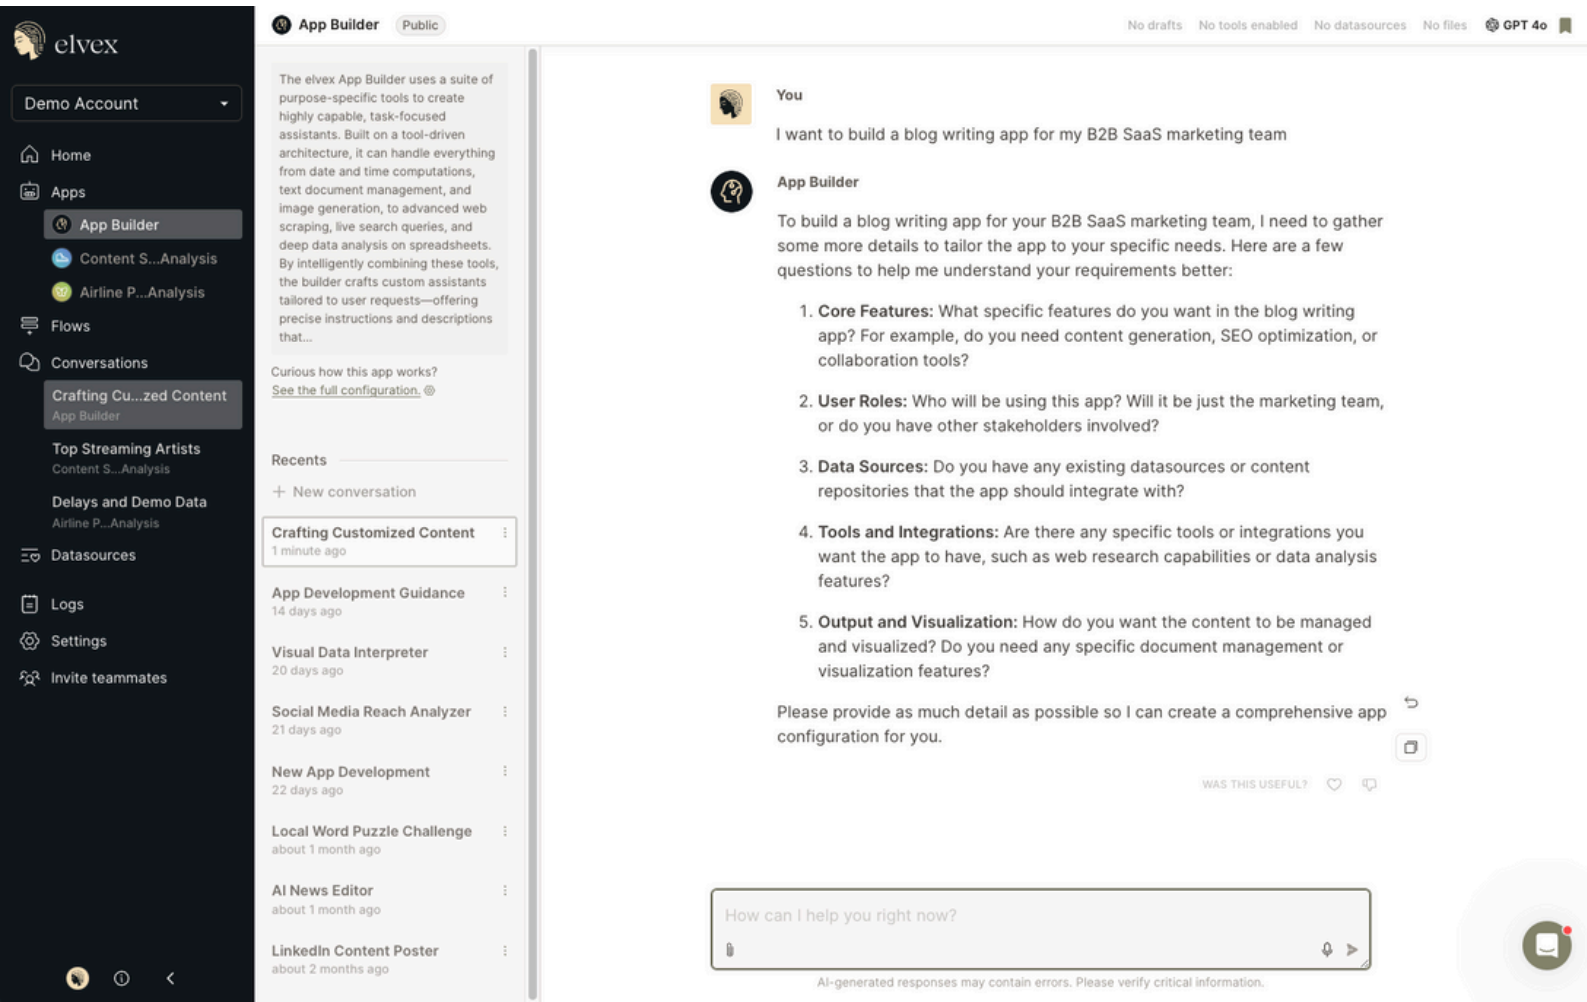 elvex
Demo Account
Home
Apps
App Builder
Content S...Analysis
Airline P...Analysis
Flows
Conversations
Crafting Cu...zed Content
App Builder
Top Streaming Artists
Content S...Analysis
Delays and Demo Data
Airline P...Analysis
Datasources
Logs
Settings
Invite teammates
App Builder
Public
The elvex App Builder uses a suite of
purpose-specific tools to create
highly capable, task-focused
assistants. Built on a tool-driven
architecture, it can handle everything
from date and time computations,
text document management, and
image generation, to advanced web
scraping, live search queries, and
deep data analysis on spreadsheets.
By intelligently combining these tools,
the builder crafts custom assistants
tailored to user requests—offering
precise instructions and descriptions
that...
Curious how this app works?
See the full configuration.
Recents
+ New conversation
Crafting Customized Content
1 minute ago
App Development Guidance
14 days ago
Visual Data Interpreter
20 days ago
Social Media Reach Analyzer
21 days ago
New App Development
22 days ago
Local Word Puzzle Challenge
about 1 month ago
AI News Editor
about 1 month ago
LinkedIn Content Poster
about 2 months ago
No drafts No tools enabled No datasources No files GPT 4o
You
I want to build a blog writing app for my B2B SaaS marketing team
App Builder
To build a blog writing app for your B2B SaaS marketing team, I need to gather
some more details to tailor the app to your specific needs. Here are a few
questions to help me understand your requirements better:
1. Core Features: What specific features do you want in the blog writing
app? For example, do you need content generation, SEO optimization, or
collaboration tools?
2. User Roles: Who will be using this app? Will it be just the marketing team,
or do you have other stakeholders involved?
3. Data Sources: Do you have any existing datasources or content
repositories that the app should integrate with?
4. Tools and Integrations: Are there any specific tools or integrations you
want the app to have, such as web research capabilities or data analysis
features?
5. Output and Visualization: How do you want the content to be managed
and visualized? Do you need any specific document management or
visualization features?
Please provide as much detail as possible so I can create a comprehensive app
configuration for you.
WAS THIS USEFUL?
How can I help you right now?
AI-generated responses may contain errors. Please verify critical information.